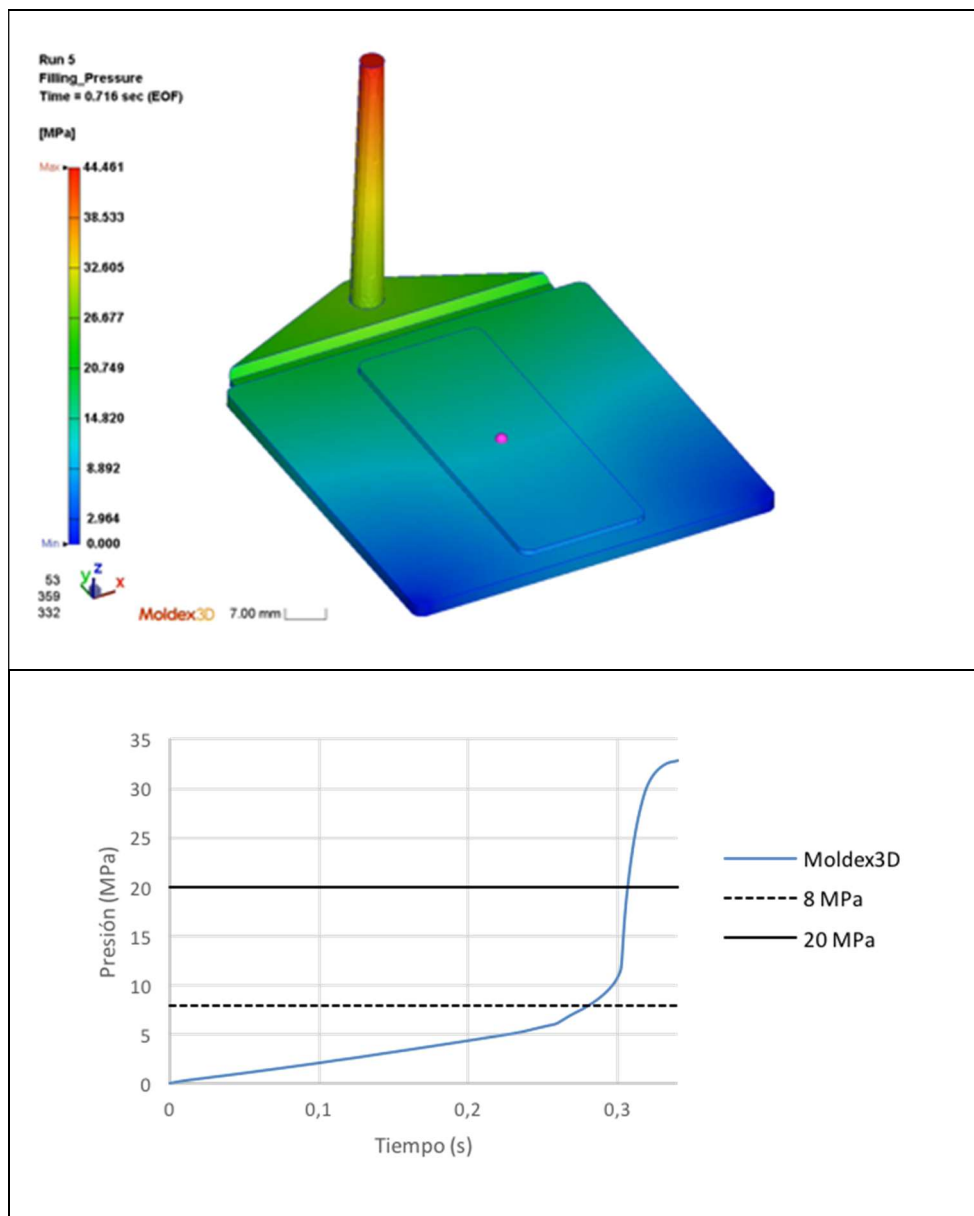 Run 5
Filling_Pressure
Time = 0.716 sec (EOF)
[MPa]
Max 44.461
38.533
32.605
26.677
20.749
14.820
8.892
2.964
Min 0.000
53
359
332
y z x
Moldex3D 7.00 mm
35
30
25
20
15
10
5
0
Presión (MPa)
0 0,1 0,2 0,3
Tiempo (s)
Moldex3D
8 MPa
20 MPa